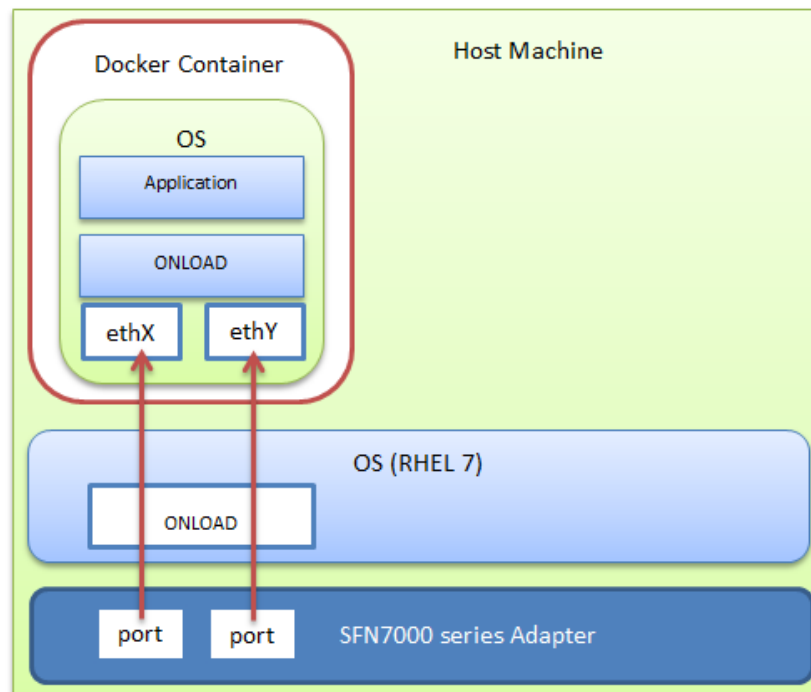 Host Machine
Docker Container
OS
Application
ONLOAD
ethX
ethY
OS (RHEL 7)
ONLOAD
port
port
SFN7000 series Adapter